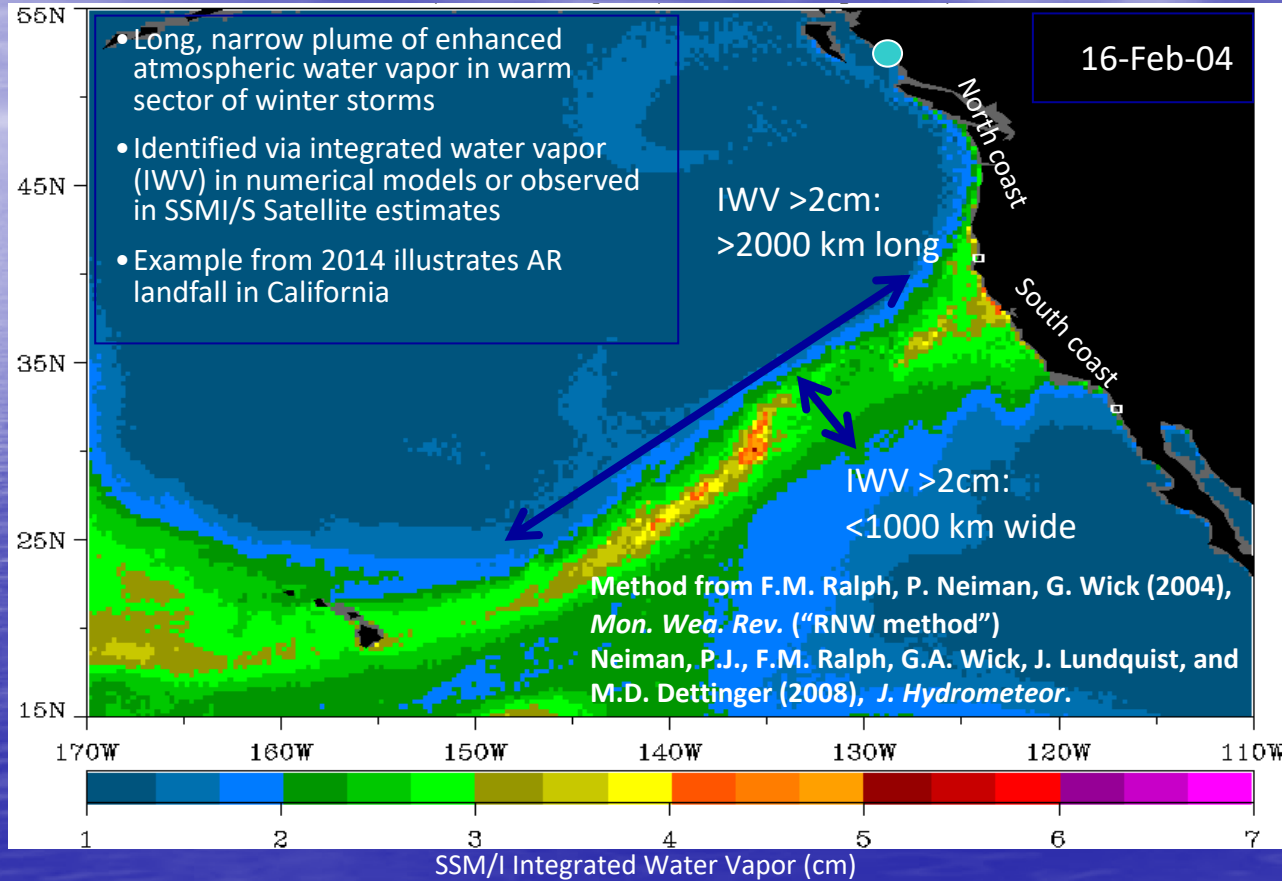 55N
• Long, narrow plume of enhanced
atmospheric water vapor in warm
sector of winter storms
• Identified via integrated water vapor
(IWV) in numerical models or observed
in SSMI/S Satellite estimates
• Example from 2014 illustrates AR
landfall in California
16-Feb-04
North coast
45N
IWV >2cm:
>2000 km long
South coast
35N
IWV >2cm:
<1000 km wide
25N
Method from F.M. Ralph, P. Neiman, G. Wick (2004),
Mon. Wea. Rev. (“RNW method”)
Neiman, P.J., F.M. Ralph, G.A. Wick, J. Lundquist, and
M.D. Dettinger (2008), J. Hydrometeor.
15N
170W 160W 150W 140W 130W 120W 110W
1 2 3 4 5 6 7
SSM/I Integrated Water Vapor (cm)